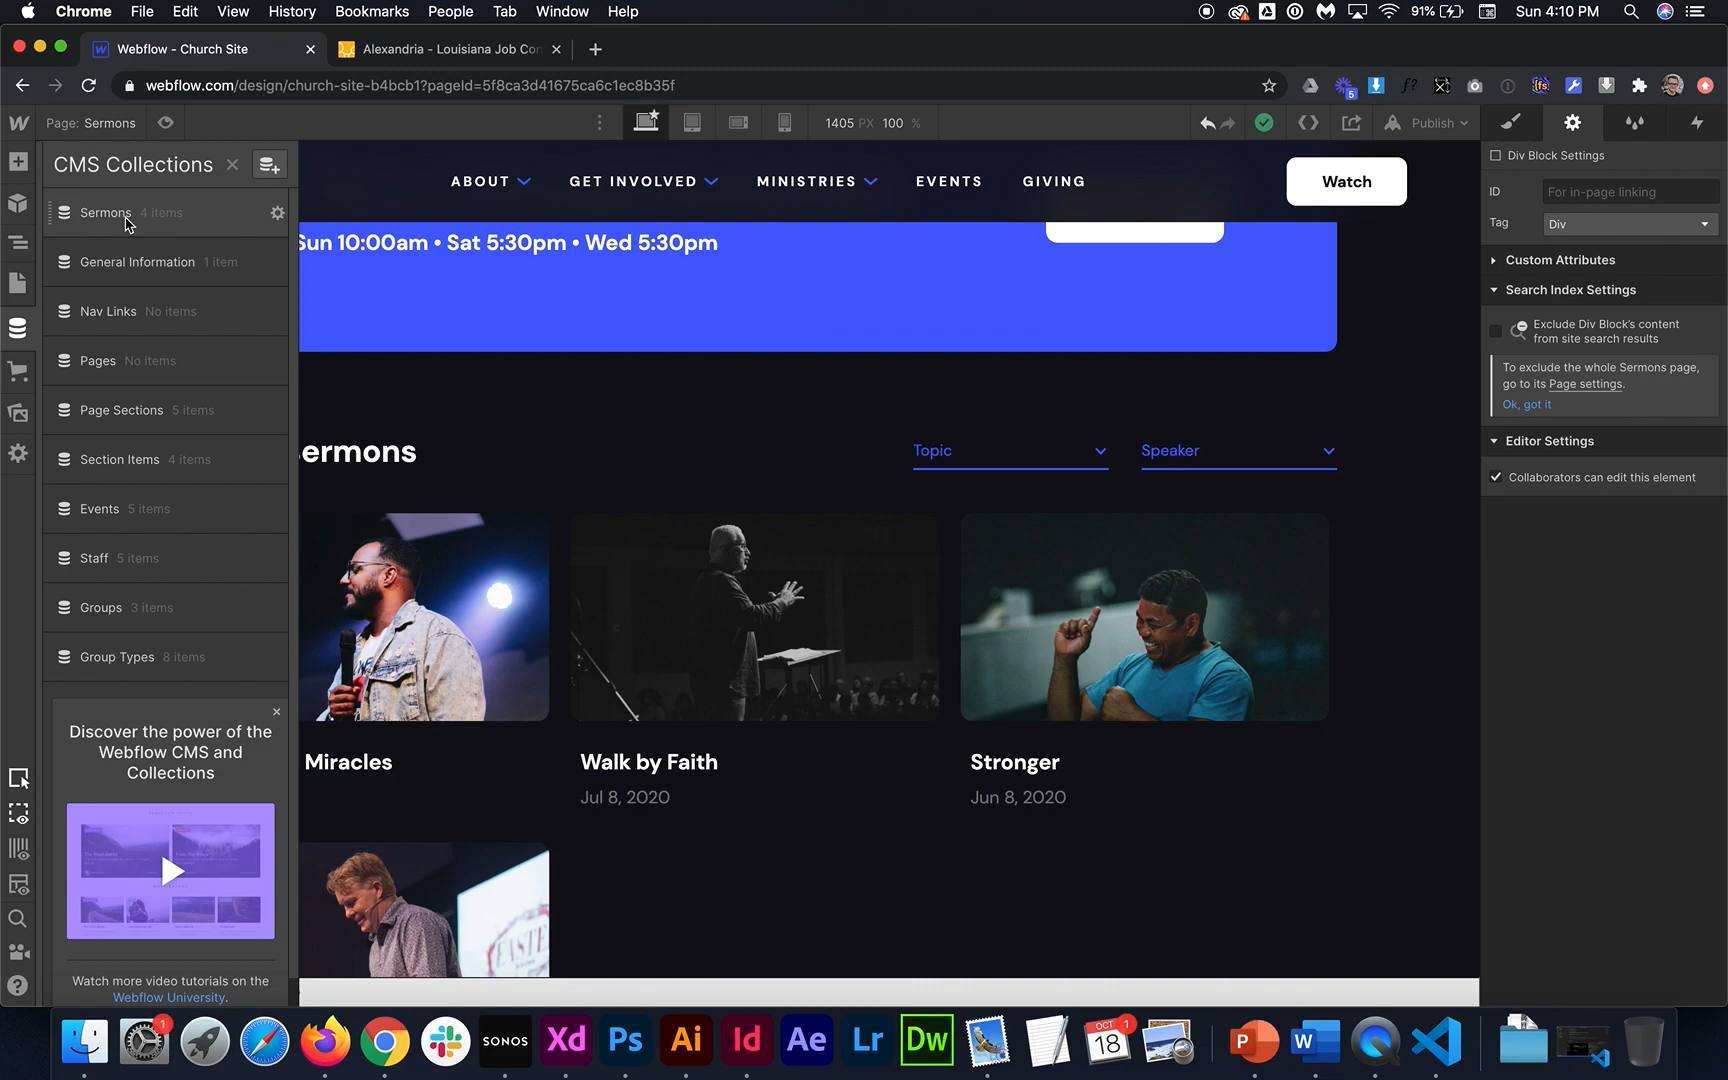 Chrome File Edit View History Bookmarks People Tab Window Help
91% Sun 4:10 PM
Webflow - Church Site
Alexandria - Louisiana Job Con
webflow.com/design/church-site-b4bcb1?pageId=5f8ca3d41675ca6c1ec8b35f
5
Page: Sermons
1405 PX 100 %
Publish
CMS Collections
Sermons 4 items
General Information 1 item
Nav Links No items
Pages No items
Page Sections 5 items
Section Items 4 items
Events 5 items
Staff 5 items
Groups 3 items
Group Types 8 items
Discover the power of the
Webflow CMS and
Collections
Watch more video tutorials on the
Webflow University.
ABOUT GET INVOLVED MINISTRIES EVENTS GIVING
Watch
Sun 10:00am • Sat 5:30pm • Wed 5:30pm
ermons
Topic
Speaker
Miracles
Walk by Faith
Jul 8, 2020
Stronger
Jun 8, 2020
EASTE
Div Block Settings
ID For in-page linking
Tag Div
Custom Attributes
Search Index Settings
Exclude Div Block's content
from site search results
To exclude the whole Sermons page,
go to its Page settings.
Ok, got it
Editor Settings
Collaborators can edit this element
1
SONOS
Xd
Ps
Ai
Id
Ae
Lr
Dw
OCT
18
1
P
W